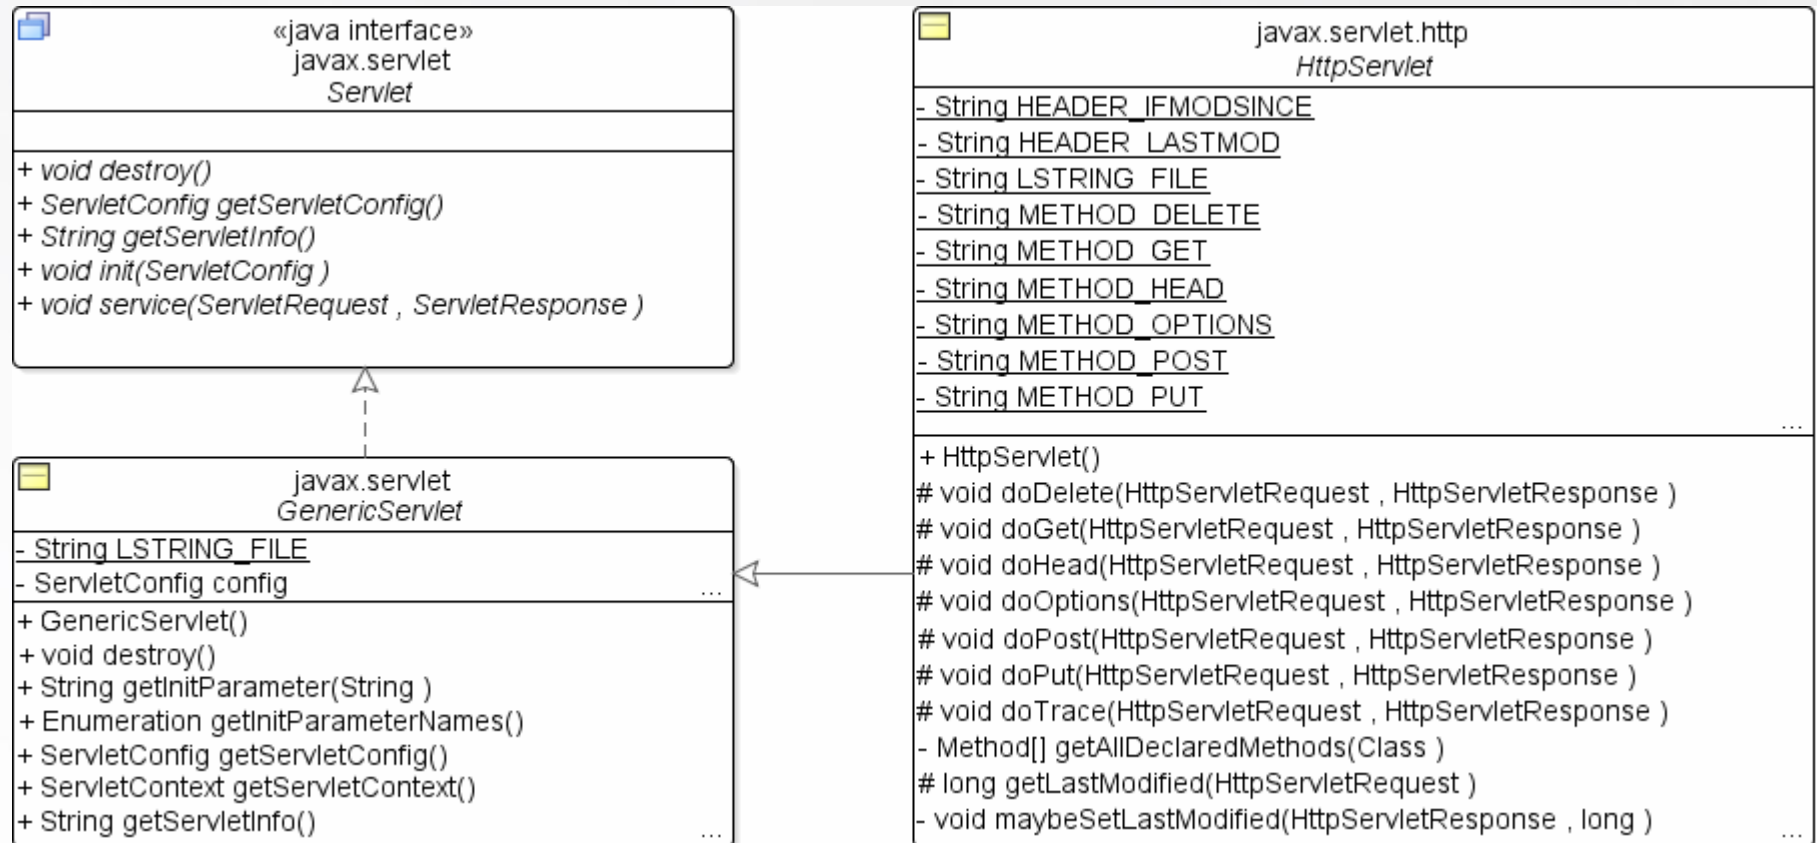 «java interface»
javax.servlet
Servlet
+ void destroy()
+ ServletConfig getServletConfig()
+ String getServletInfo()
+ void init(ServletConfig )
+ void service(ServletRequest , ServletResponse )
javax.servlet
GenericServlet
- String LSTRING_FILE
- ServletConfig config
...
+ GenericServlet()
+ void destroy()
+ String getInitParameter(String )
+ Enumeration getInitParameterNames()
+ ServletConfig getServletConfig()
+ ServletContext getServletContext()
+ String getServletInfo()
...
javax.servlet.http
HttpServlet
- String HEADER_IFMODSINCE
- String HEADER_LASTMOD
- String LSTRING_FILE
- String METHOD_DELETE
- String METHOD_GET
- String METHOD_HEAD
- String METHOD_OPTIONS
- String METHOD_POST
- String METHOD_PUT
...
+ HttpServlet()
# void doDelete(HttpServletRequest , HttpServletResponse )
# void doGet(HttpServletRequest , HttpServletResponse )
# void doHead(HttpServletRequest , HttpServletResponse )
# void doOptions(HttpServletRequest , HttpServletResponse )
# void doPost(HttpServletRequest , HttpServletResponse )
# void doPut(HttpServletRequest , HttpServletResponse )
# void doTrace(HttpServletRequest , HttpServletResponse )
- Method[] getAllDeclaredMethods(Class )
# long getLastModified(HttpServletRequest )
- void maybeSetLastModified(HttpServletResponse , long )
...